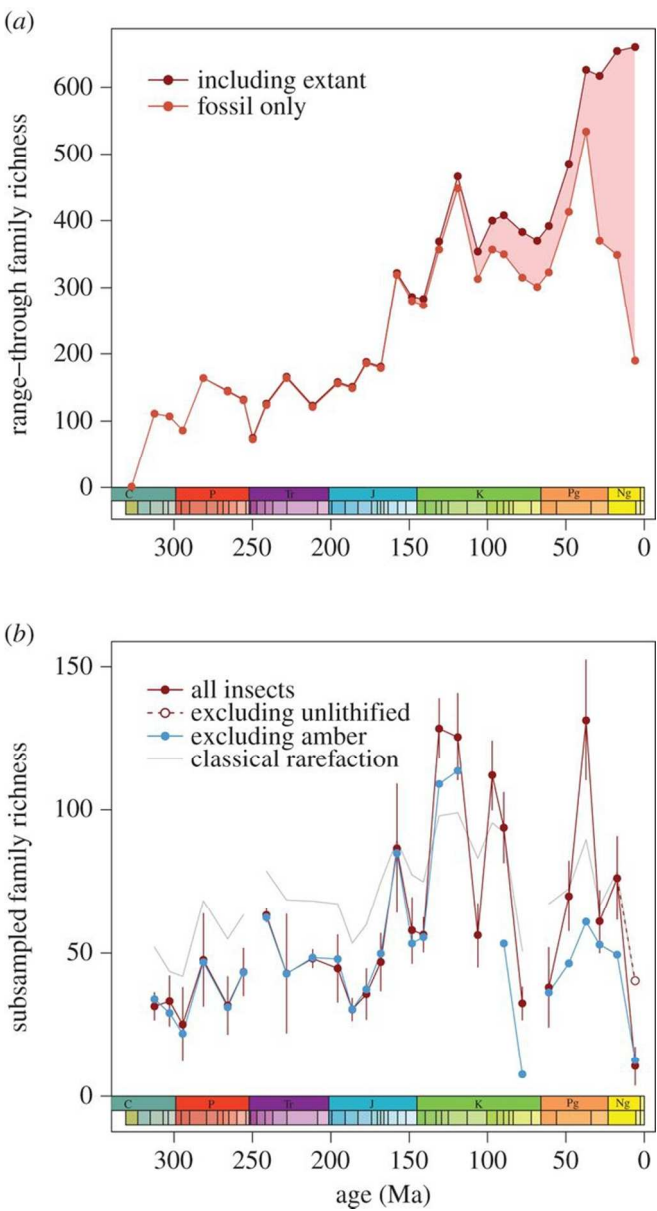 (a)
600
500
400
300
200
100
0
range−through family richness
including extant
fossil only
C P Tr J K Pg Ng
300 250 200 150 100 50 0
(b)
150
100
50
0
subsampled family richness
all insects
excluding unlithified
excluding amber
classical rarefaction
C P Tr J K Pg Ng
300 250 200 150 100 50 0
age (Ma)